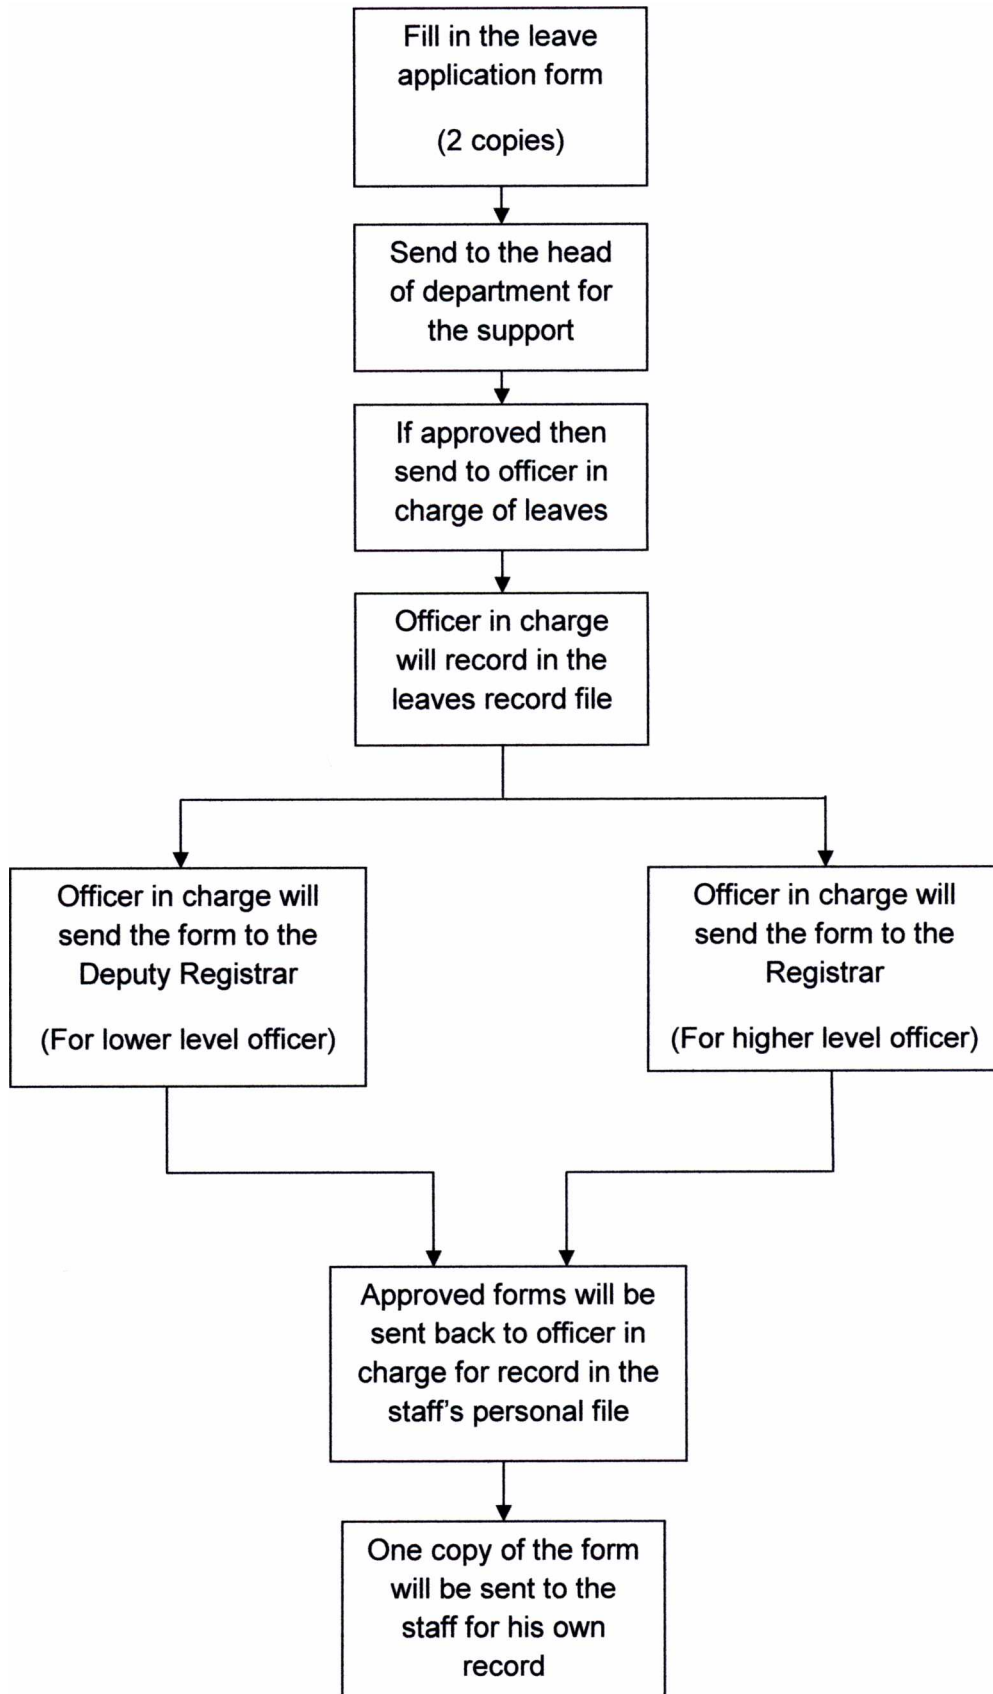 Fill in the leave
application form
(2 copies)
Send to the head
of department for
the support
If approved then
send to officer in
charge of leaves
Officer in charge
will record in the
leaves record file
Officer in charge will
send the form to the
Deputy Registrar
(For lower level officer)
Officer in charge will
send the form to the
Registrar
(For higher level officer)
Approved forms will be
sent back to officer in
charge for record in the
staff's personal file
One copy of the form
will be sent to the
staff for his own
record